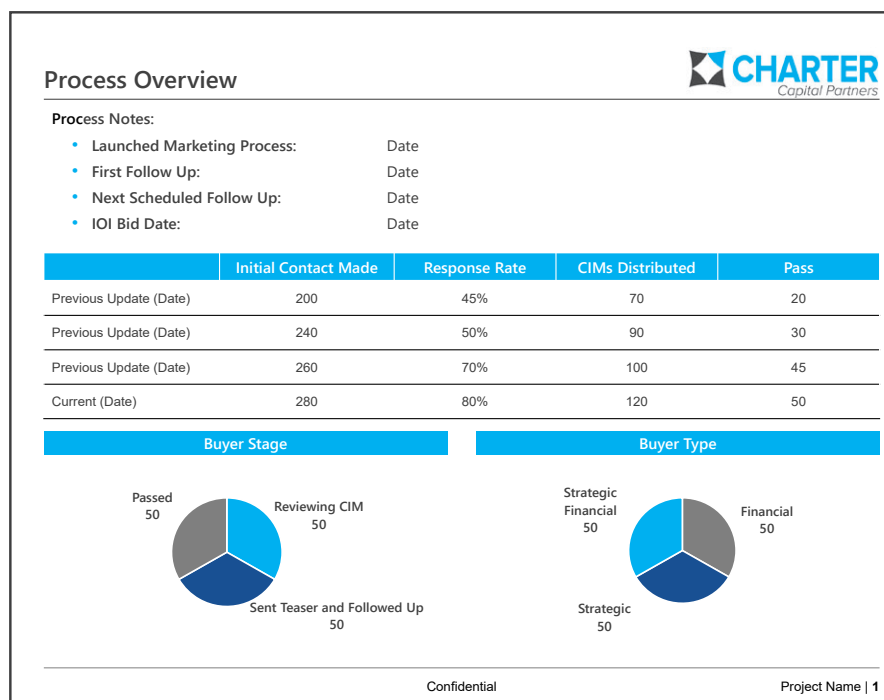 CHARTER
Capital Partners
Process Overview
Process Notes:
• Launched Marketing Process: Date
• First Follow Up: Date
• Next Scheduled Follow Up: Date
• IOI Bid Date: Date
Initial Contact Made Response Rate CIMs Distributed Pass
Previous Update (Date) 200 45% 70 20
Previous Update (Date) 240 50% 90 30
Previous Update (Date) 260 70% 100 45
Current (Date) 280 80% 120 50
Buyer Stage
Passed
50
Reviewing CIM
50
Sent Teaser and Followed Up
50
Buyer Type
Strategic
Financial
50
Financial
50
Strategic
50
Confidential
Project Name | 1